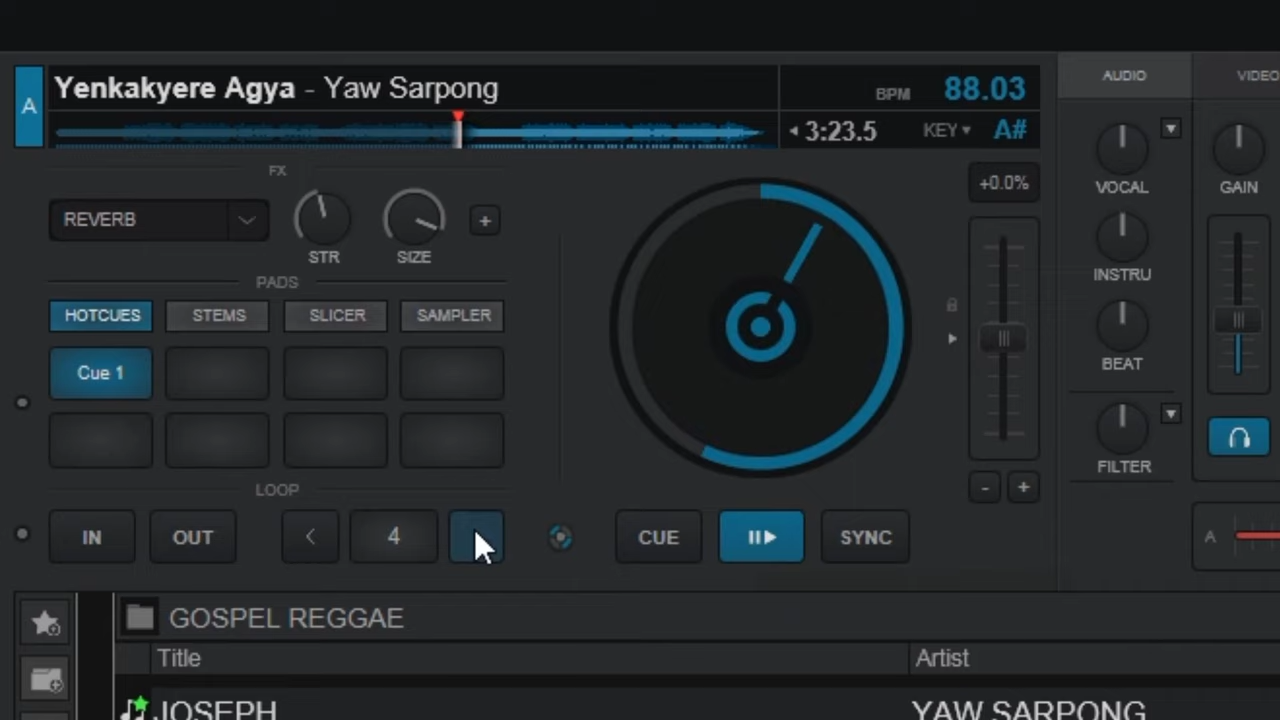 A
Yenkakyere Agya - Yaw Sarpong
BPM 88.03
3:23.5 KEY A#
AUDIO VIDEO
FX
+0.0%
REVERB
STR SIZE +
VOCAL GAIN
PADS
INSTRU
HOTCUES STEMS SLICER SAMPLER
Cue 1
BEAT
FILTER
LOOP
- +
IN OUT < 4 CUE SYNC
A
GOSPEL REGGAE
Title Artist
JOSEPH YAW SARPONG